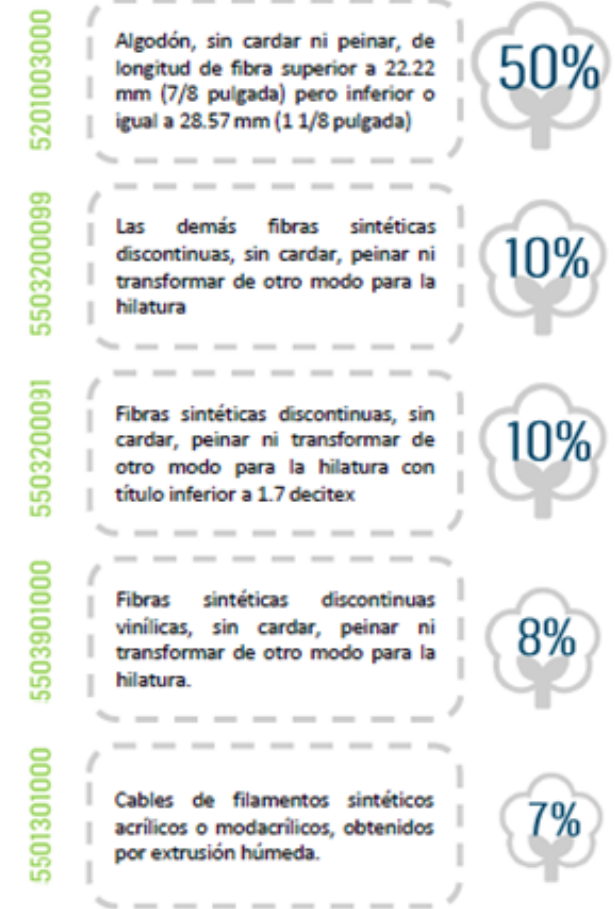 5201003000
Algodón, sin cardar ni peinar, de
longitud de fibra superior a 22.22
mm (7/8 pulgada) pero inferior o
igual a 28.57 mm (1 1/8 pulgada)
50%
5503200099
Las demás fibras sintéticas
discontinuas, sin cardar, peinar ni
transformar de otro modo para la
hilatura
10%
5503200091
Fibras sintéticas discontinuas, sin
cardar, peinar ni transformar de
otro modo para la hilatura con
título inferior a 1.7 decitex
10%
5503901000
Fibras sintéticas discontinuas
vinílicas, sin cardar, peinar ni
transformar de otro modo para la
hilatura.
8%
5501301000
Cables de filamentos sintéticos
acrílicos o modacrílicos, obtenidos
por extrusión húmeda.
7%